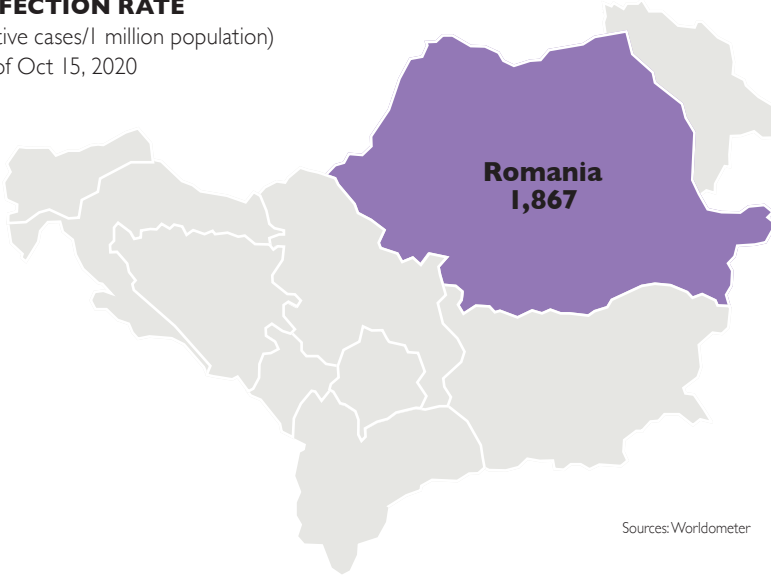 FECTION RATE
tive cases/1 million population)
of Oct 15, 2020
Romania
1,867
Sources: Worldometer